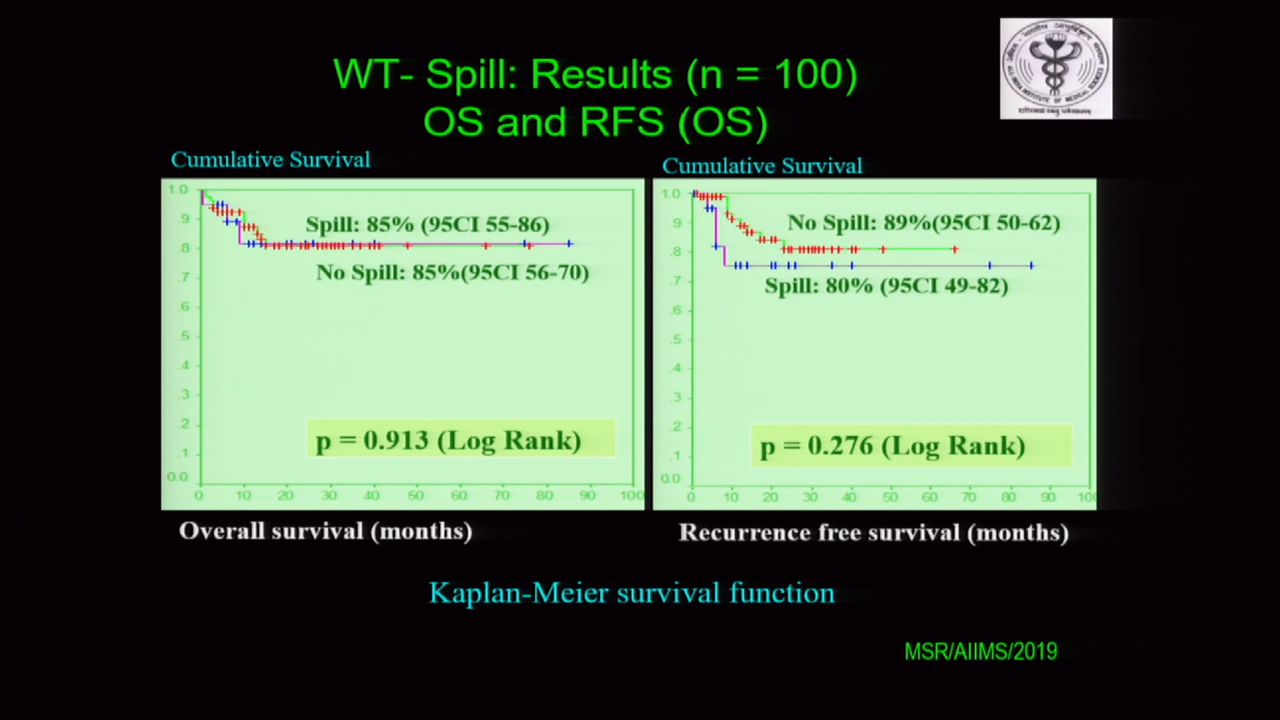 WT- Spill: Results (n = 100)
OS and RFS (OS)
Cumulative Survival
1.0
.9
.8
.7
.6
.5
.4
.3
.2
.1
0.0
0 10 20 30 40 50 60 70 80 90 100
Spill: 85% (95CI 55-86)
No Spill: 85%(95CI 56-70)
p = 0.913 (Log Rank)
Overall survival (months)
Cumulative Survival
1.0
.9
.8
.7
.6
.5
.4
.3
.2
.1
0.0
0 10 20 30 40 50 60 70 80 90
No Spill: 89%(95CI 50-62)
Spill: 80% (95CI 49-82)
p = 0.276 (Log Rank)
Recurrence free survival (months)
Kaplan-Meier survival function
MSR/AIIMS/2019